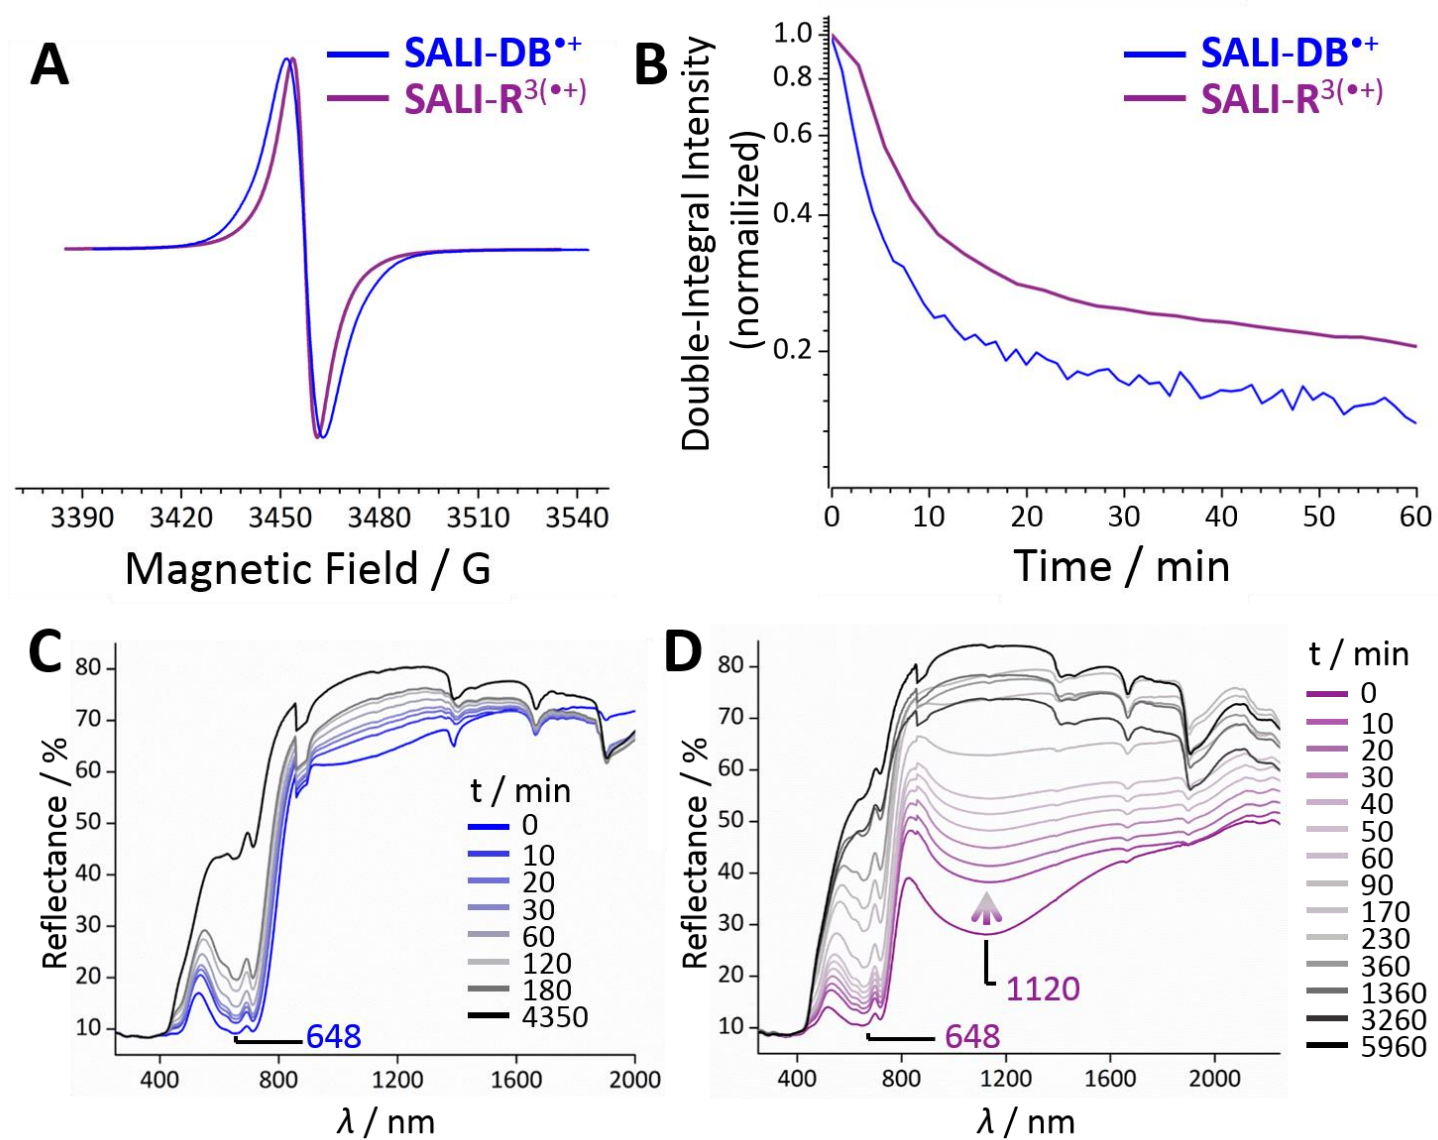 A
SALI-DB•+
SALI-R3(•+)
3390 3420 3450 3480 3510 3540
Magnetic Field / G
B
SALI-DB•+
SALI-R3(•+)
Double-Integral Intensity
(normailized)
1.0
0.8
0.6
0.4
0.2
0 10 20 30 40 50 60
Time / min
C
Reflectance / %
80
70
60
50
40
30
20
10
t / min
0
10
20
30
60
120
180
4350
648
400 800 1200 1600 2000
λ / nm
D
Reflectance / %
80
70
60
50
40
30
20
10
1120
648
400 800 1200 1600 2000
λ / nm
t / min
0
10
20
30
40
50
60
90
170
230
360
1360
3260
5960